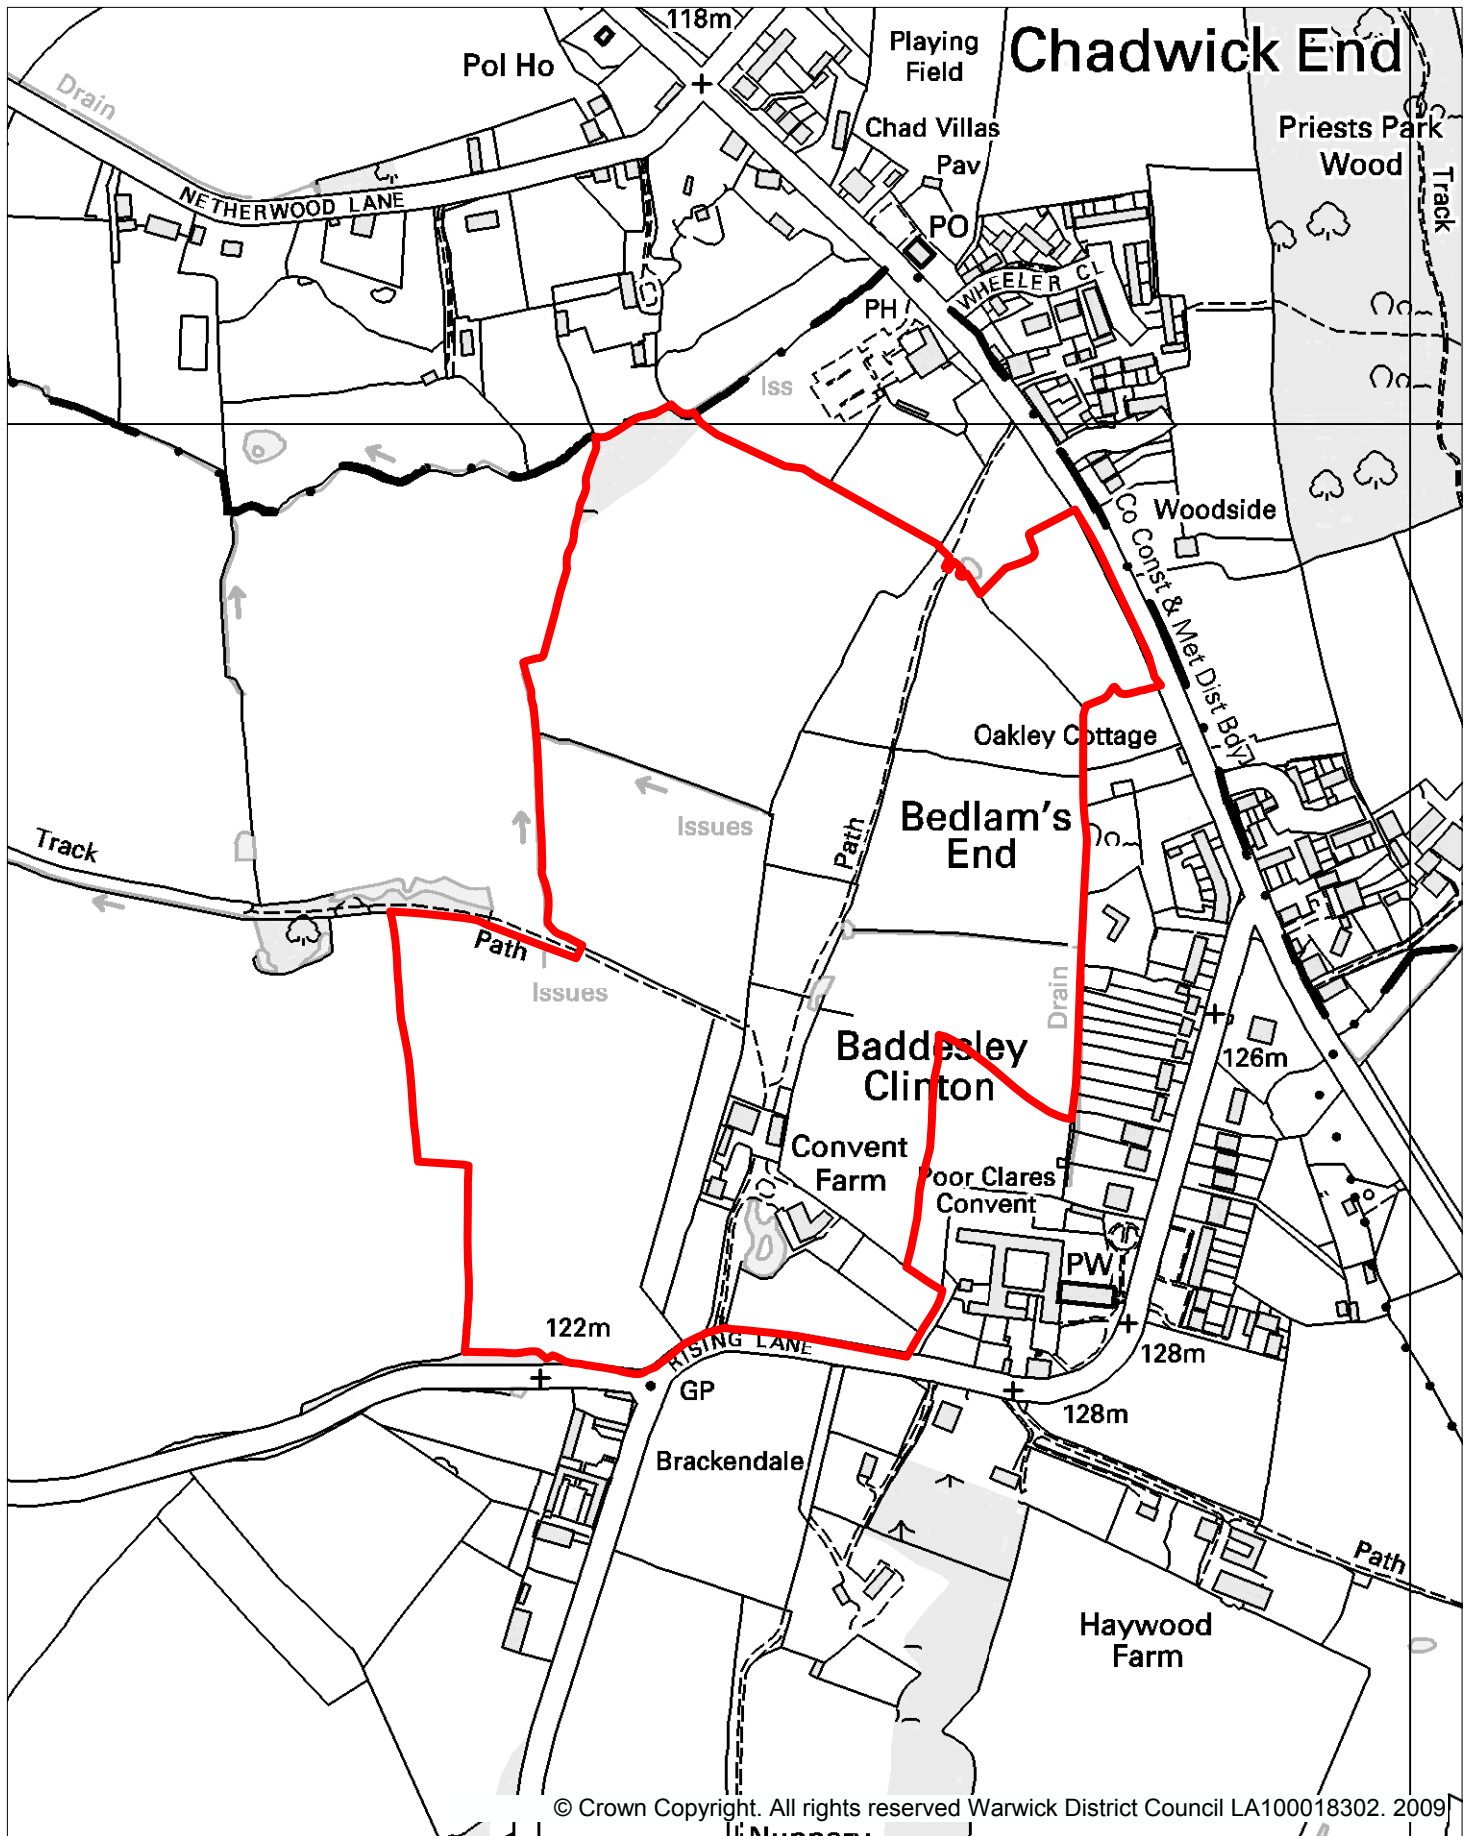 118m
Pol Ho
Playing
Field
Chadwick End
Drain
Chad Villas
Priests Park
Wood
Pav
Track
NETHERWOOD LANE
PO
WHEELER CL
PH
Iss
Woodside
Co Const & Met Dist Bdy
Oakley Cottage
Bedlam's
End
Issues
Path
Track
Path
Issues
Drain
Baddesley
Clinton
126m
Convent
Farm
Poor Clares
Convent
PW
122m
RISING LANE
128m
GP
128m
Brackendale
Path
Haywood
Farm
© Crown Copyright. All rights reserved Warwick District Council LA100018302. 2009
Nunnery